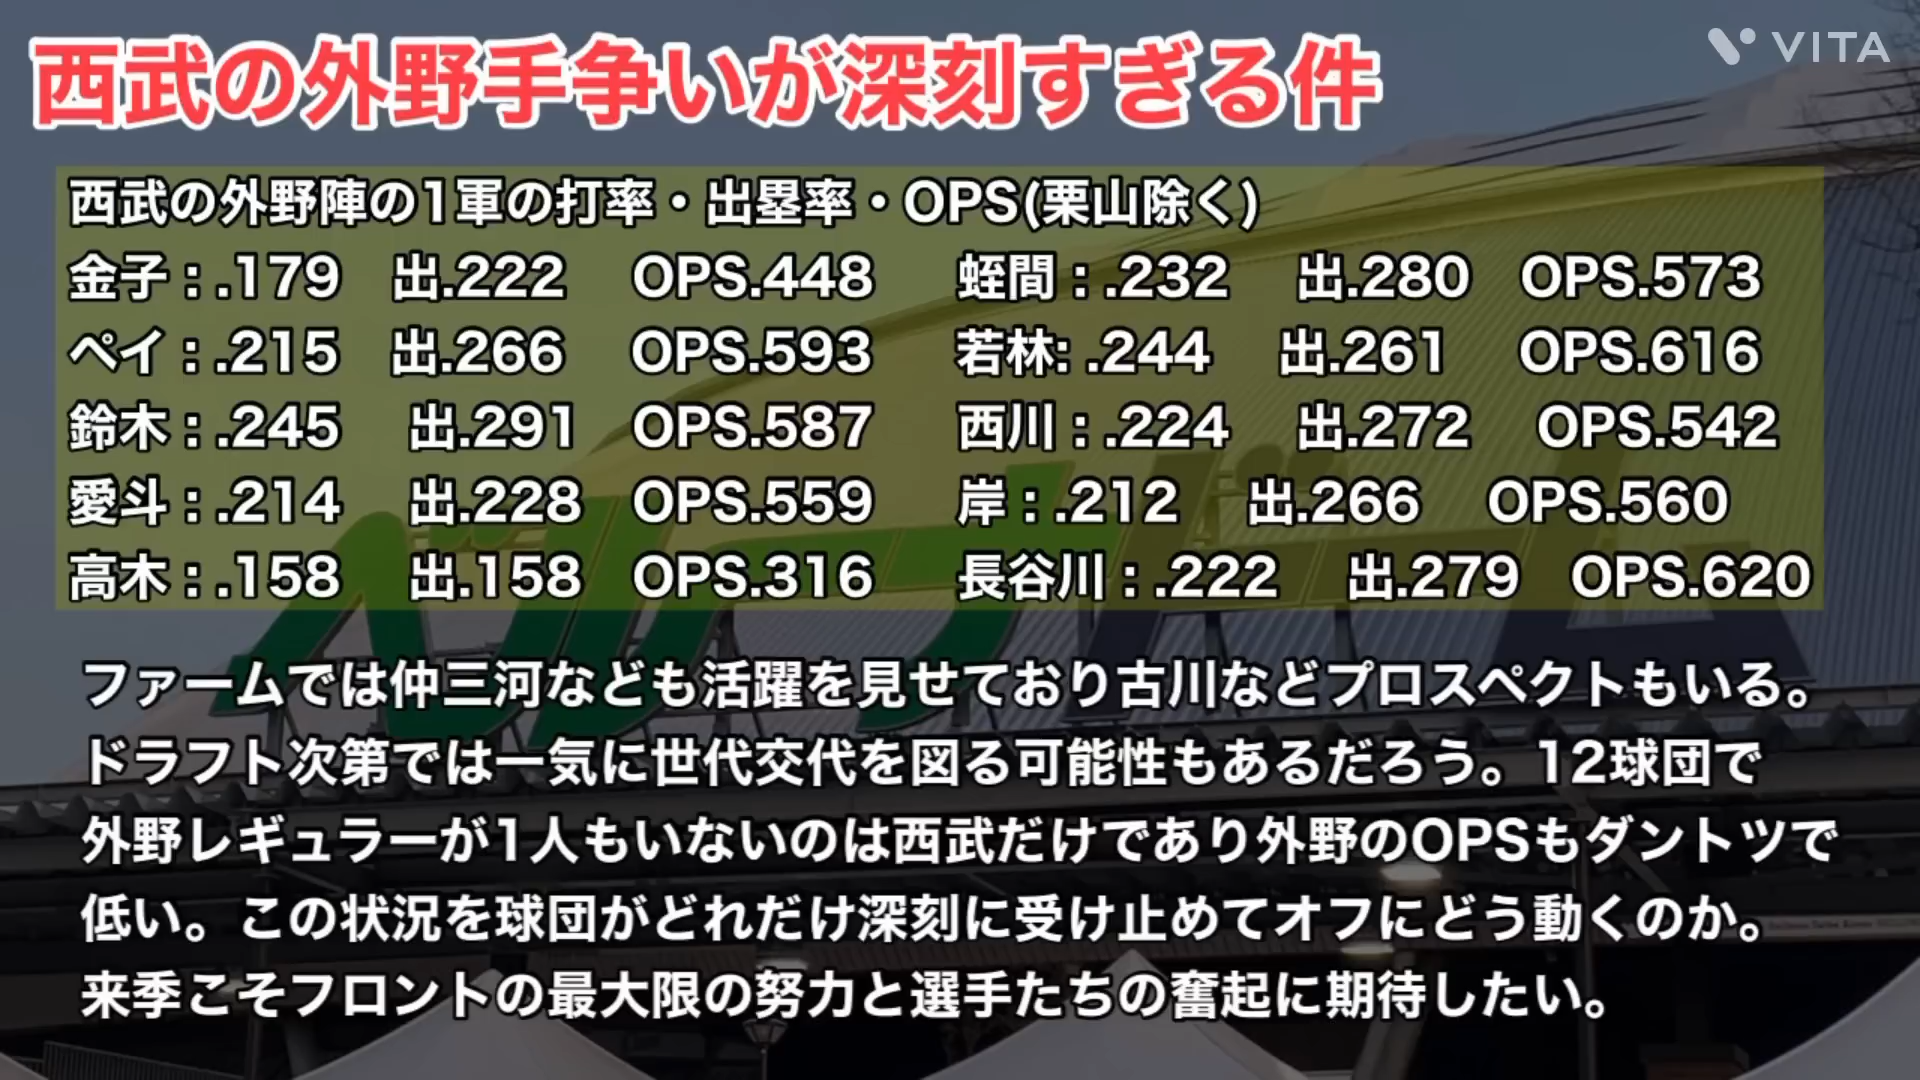 西武の外野手争いが深刻すぎる件
VITA
西武の外野陣の1軍の打率・出塁率・OPS(栗山除く)
金子：.179 出.222 OPS.448 蛭間：.232 出.280 OPS.573
ペイ：.215 出.266 OPS.593 若林: .244 出.261 OPS.616
鈴木：.245 出.291 OPS.587 西川：.224 出.272 OPS.542
愛斗：.214 出.228 OPS.559 岸：.212 出.266 OPS.560
高木：.158 出.158 OPS.316 長谷川：.222 出.279 OPS.620
ファームでは仲三河なども活躍を見せており古川などプロスペクトもいる。
ドラフト次第では一気に世代交代を図る可能性もあるだろう。12球団で
外野レギュラーが1人もいないのは西武だけであり外野のOPSもダントツで
低い。この状況を球団がどれだけ深刻に受け止めてオフにどう動くのか。
来季こそフロントの最大限の努力と選手たちの奮起に期待したい。
ベルーナドーム